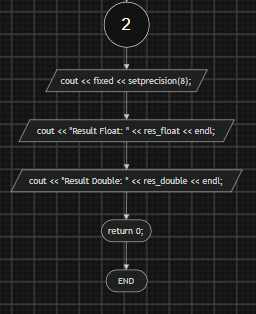 2
cout << fixed << setprecision(8);
cout << "Result Float: " << res_float << endl;
cout << "Result Double: " << res_double << endl;
return 0;
END